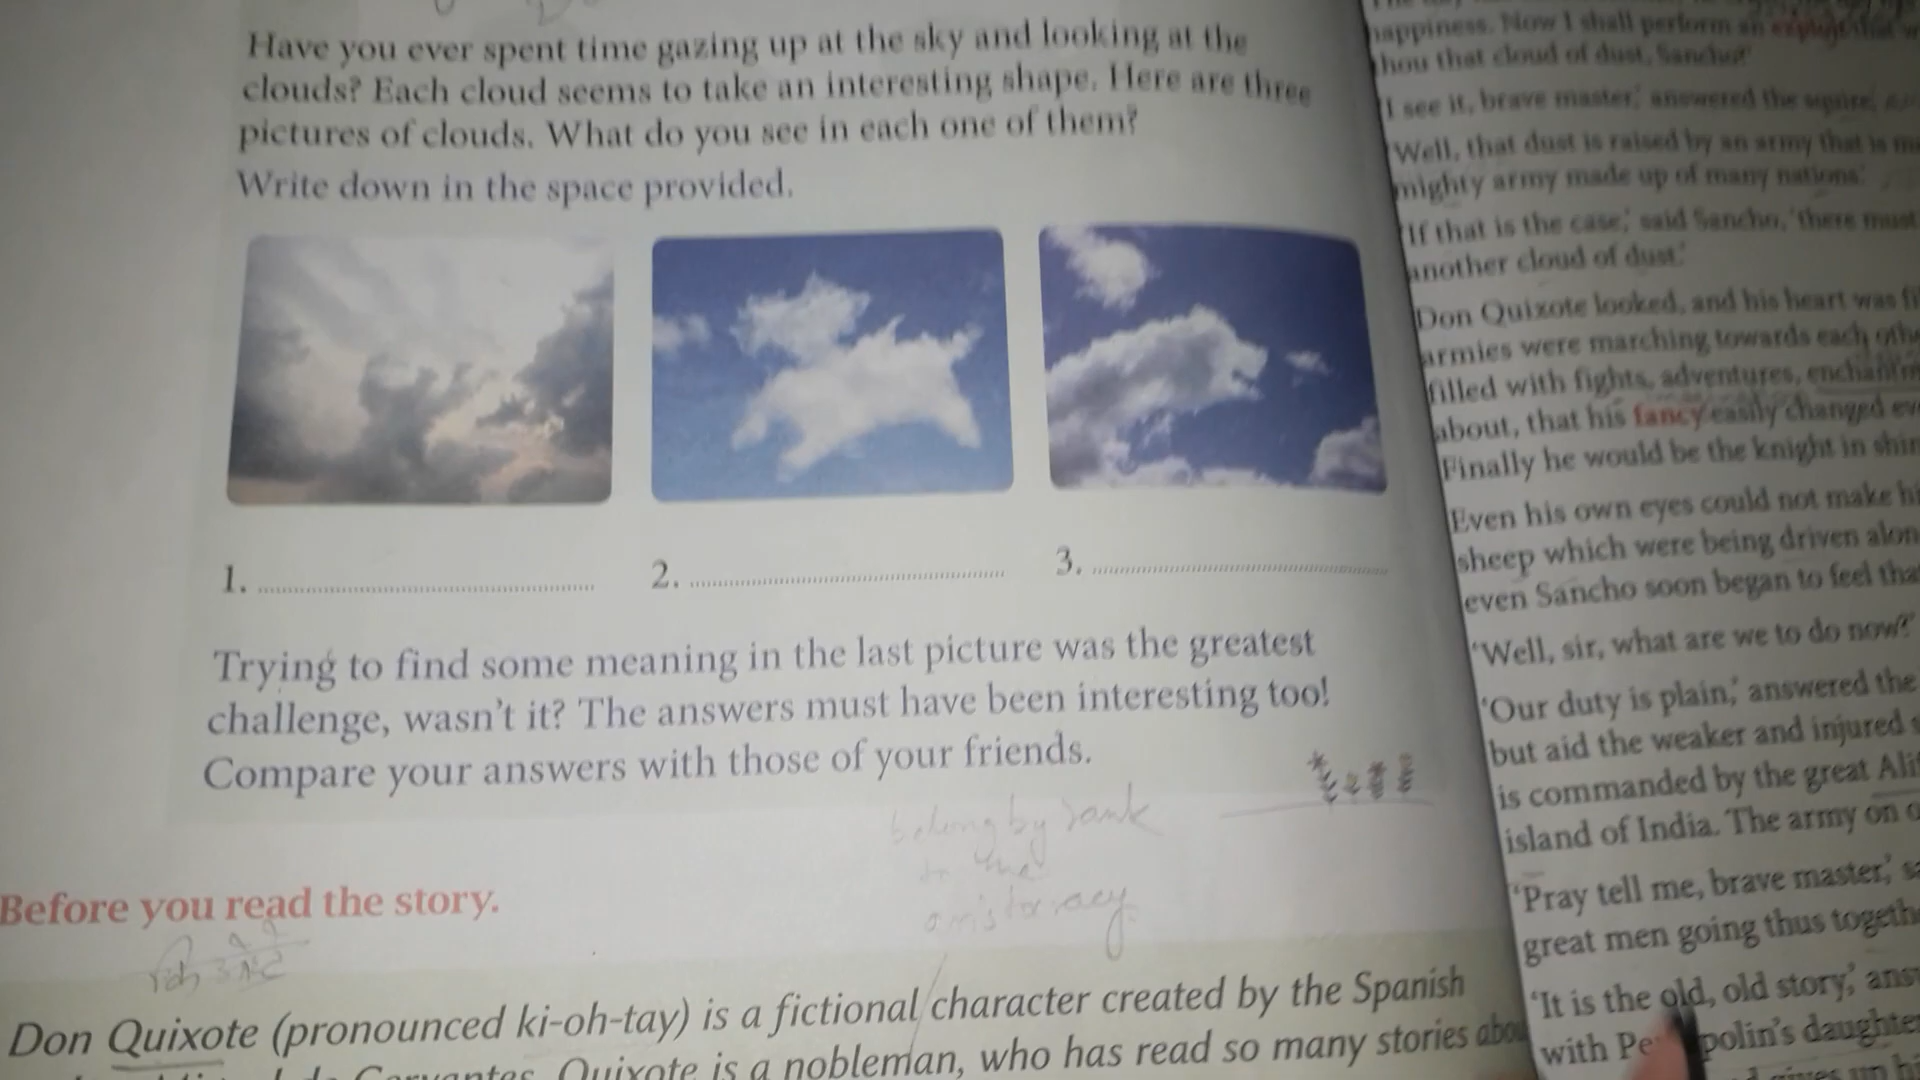 Have you ever spent time gazing up at the sky and looking at the
clouds? Each cloud seems to take an interesting shape. Here are three
pictures of clouds. What do you see in each one of them?
Write down in the space provided.
1.
2.
3.
Trying to find some meaning in the last picture was the greatest
challenge, wasn't it? The answers must have been interesting too!
Compare your answers with those of your friends.
belong by rank
to the
aristocracy
Before you read the story.
rich
Don Quixote (pronounced ki-oh-tay) is a fictional character created by the Spanish
Cervantes. Quixote is a nobleman, who has read so many stories
happiness. Now I shall perform an exploit that
thou that cloud of dust, Sancho?'
'I see it, brave master,' answered the squire,
'Well, that dust is raised by an army that is
mighty army made up of many nations.'
'If that is the case,' said Sancho, 'there must
another cloud of dust.'
Don Quixote looked, and his heart was
armies were marching towards each
filled with fights, adventures,
about, that his fancy easily changed
Finally he would be the knight in
Even his own eyes could not make
sheep which were being driven
even Sancho soon began to feel
'Well, sir, what are we to do now?'
'Our duty is plain,' answered the
but aid the weaker and injured
is commanded by the great
island of India. The army on
'Pray tell me, brave master,'
great men going thus
'It is the old, old story,'
with